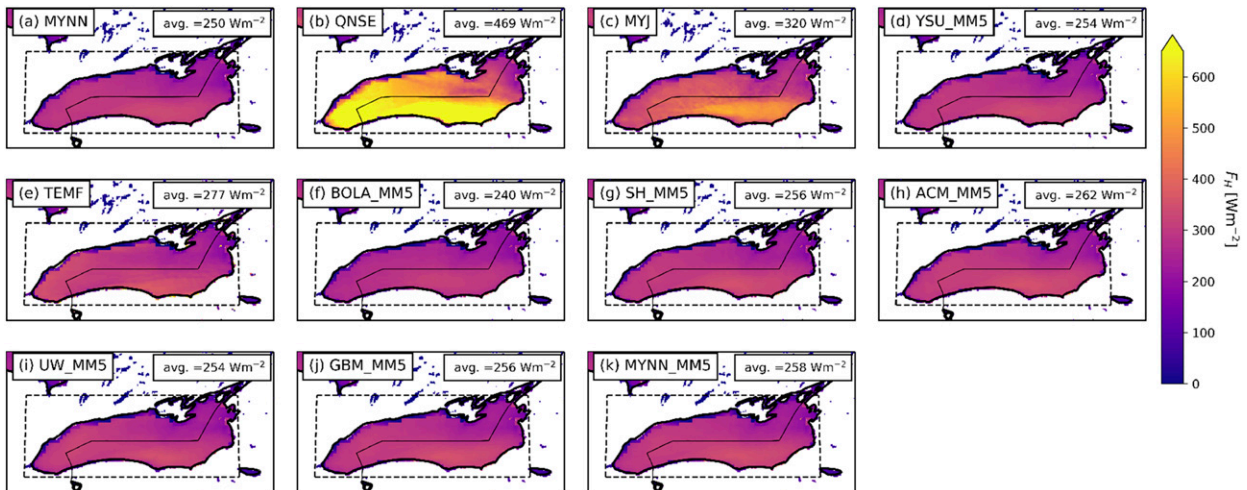 (a) MYNN
avg. =250 Wm⁻²
(b) QNSE
avg. =469 Wm⁻²
(c) MYJ
avg. =320 Wm⁻²
(d) YSU_MM5
avg. =254 Wm⁻²
(e) TEMF
avg. =277 Wm⁻²
(f) BOLA_MM5
avg. =240 Wm⁻²
(g) SH_MM5
avg. =256 Wm⁻²
(h) ACM_MM5
avg. =262 Wm⁻²
(i) UW_MM5
avg. =254 Wm⁻²
(j) GBM_MM5
avg. =256 Wm⁻²
(k) MYNN_MM5
avg. =258 Wm⁻²
600
500
400
300
200
100
0
F_H [Wm⁻²]